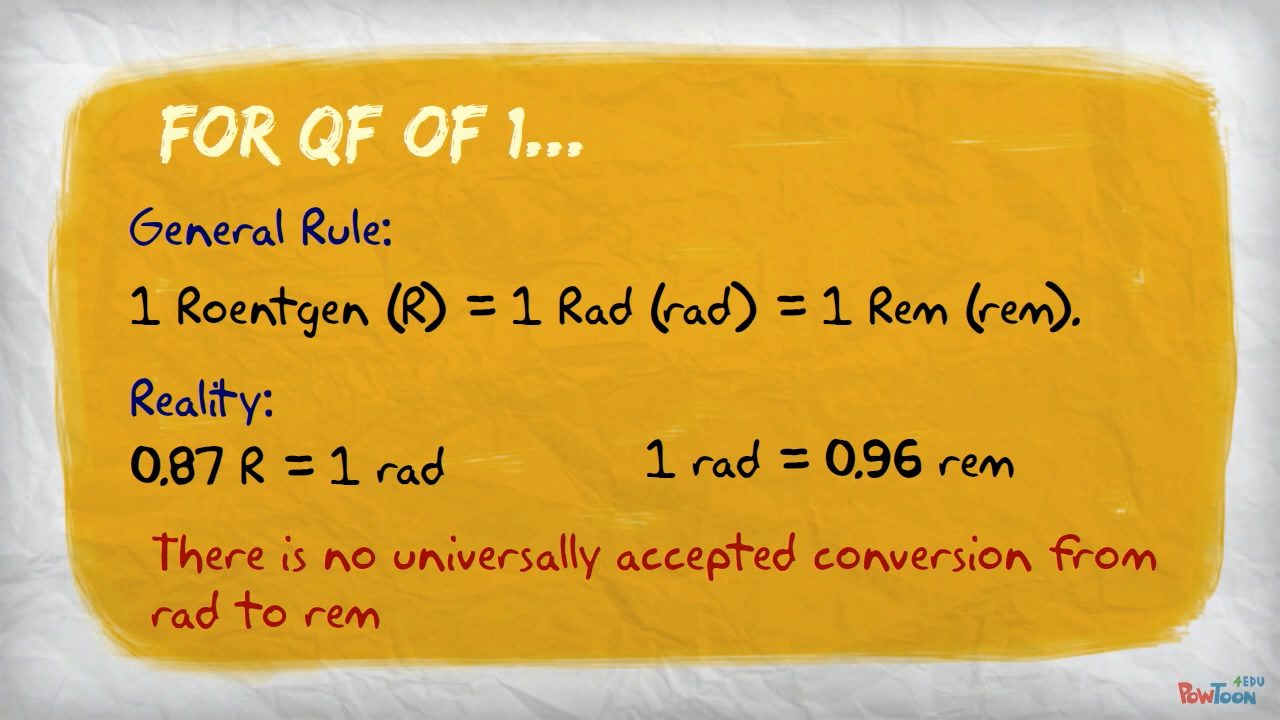 FOR QF OF 1...
General Rule:
1 Roentgen (R) = 1 Rad (rad) = 1 Rem (rem).
Reality:
0.87 R = 1 rad
1 rad = 0.96 rem
There is no universally accepted conversion from
rad to rem
4EDU
POWTOON